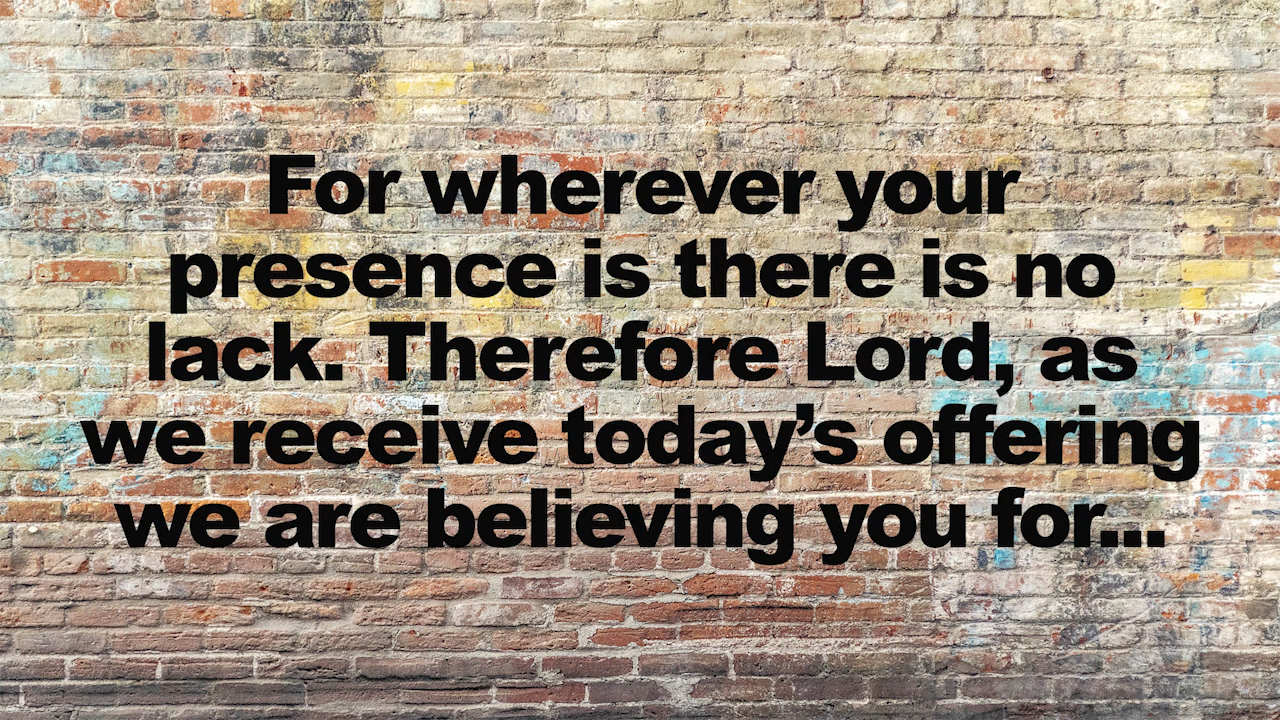 For wherever your
presence is there is no
lack. Therefore Lord, as
we receive today’s offering
we are believing you for...